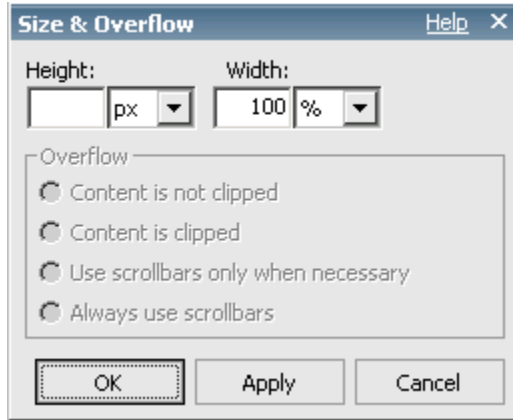 Size & Overflow Help ×
Height: Width:
px 100 %
Overflow
Content is not clipped
Content is clipped
Use scrollbars only when necessary
Always use scrollbars
OK Apply Cancel